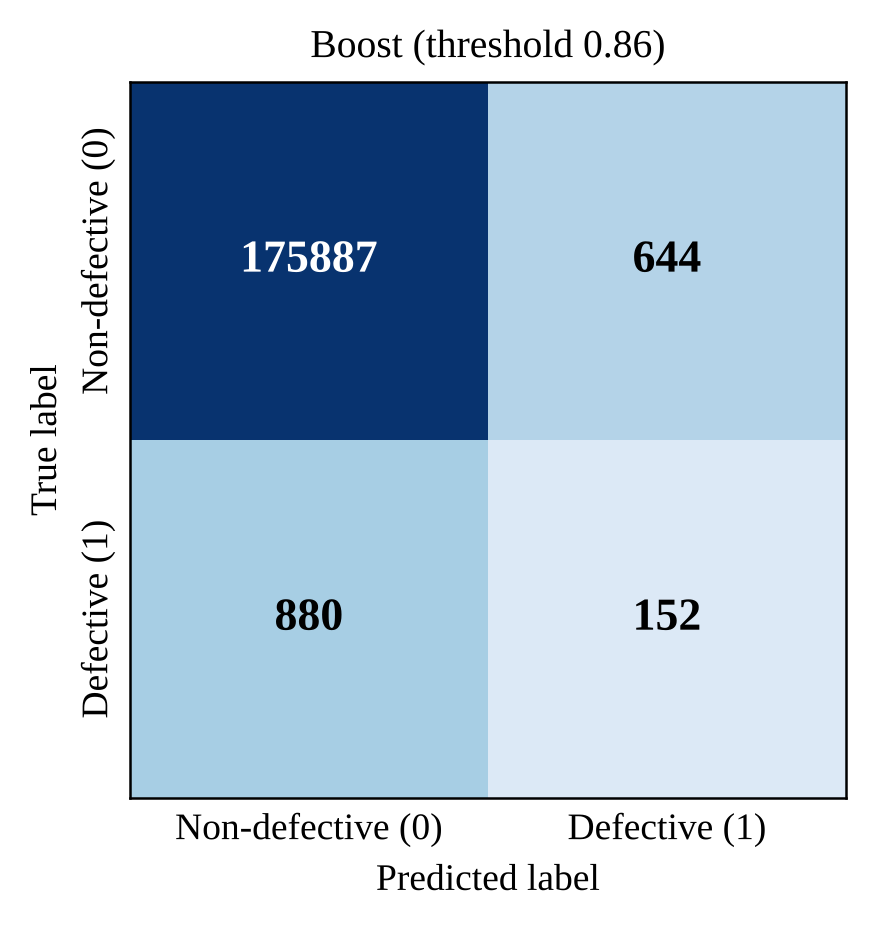 Boost (threshold 0.86)
True label
Non-defective (0)
175887
644
Defective (1)
880
152
Non-defective (0)
Defective (1)
Predicted label